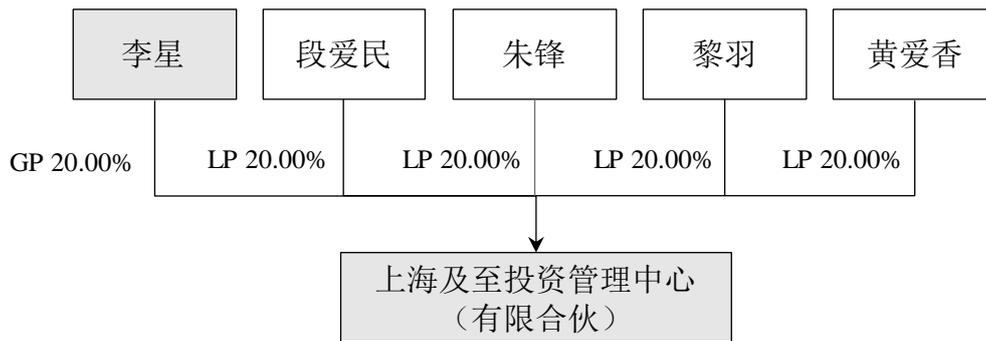 李星
段爱民
朱锋
黎羽
黄爱香
GP 20.00%
LP 20.00%
LP 20.00%
LP 20.00%
LP 20.00%
上海及至投资管理中心
（有限合伙）